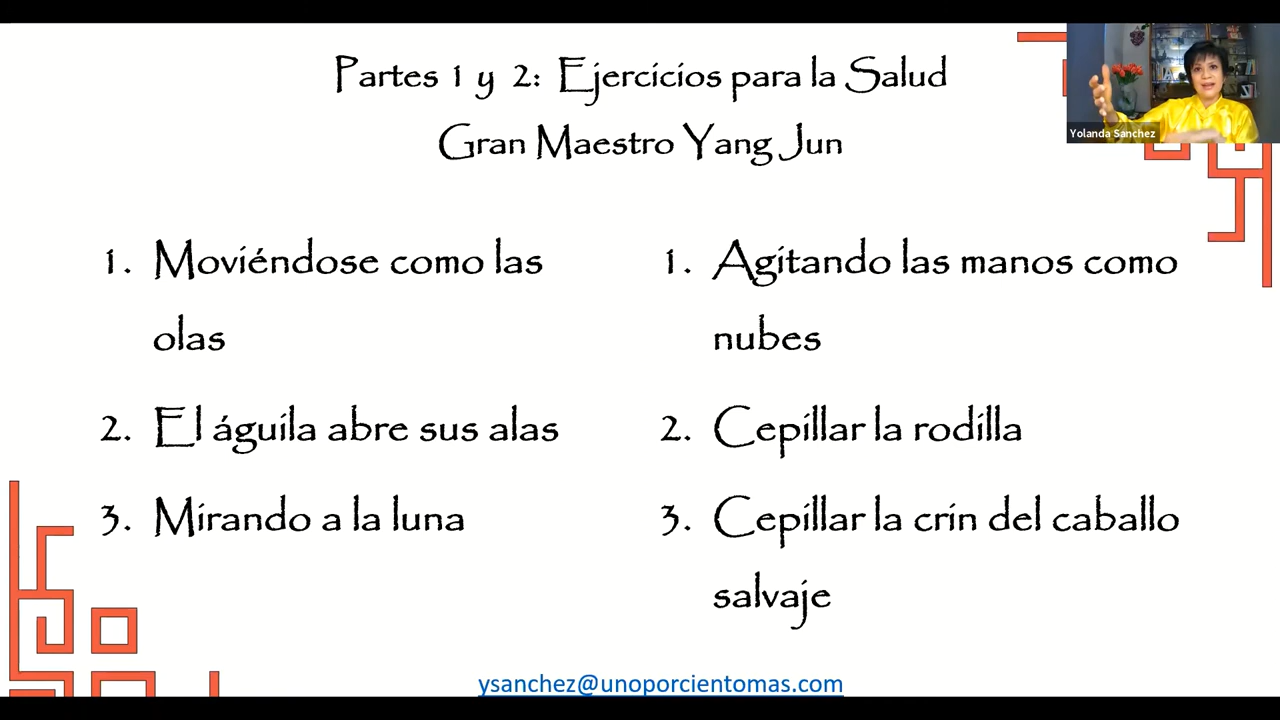 Partes 1 y 2: Ejercicios para la Salud
Gran Maestro Yang Jun
Yolanda Sanchez
1. Moviéndose como las
olas
2. El águila abre sus alas
3. Mirando a la luna
1. Agitando las manos como
nubes
2. Cepillar la rodilla
3. Cepillar la crin del caballo
salvaje
ysanchez@unoporcientomas.com